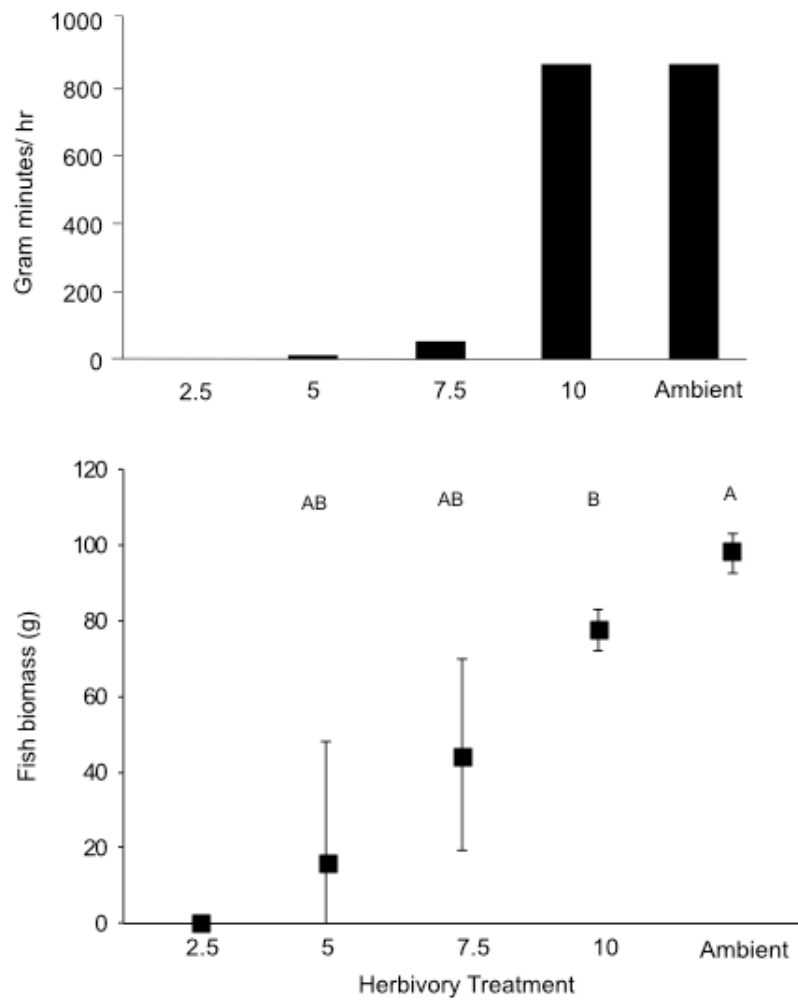 Gram minutes/ hr
1000
800
600
400
200
0
2.5 5 7.5 10 Ambient
Fish biomass (g)
120
100
80
60
40
20
0
AB AB B A
2.5 5 7.5 10 Ambient
Herbivory Treatment